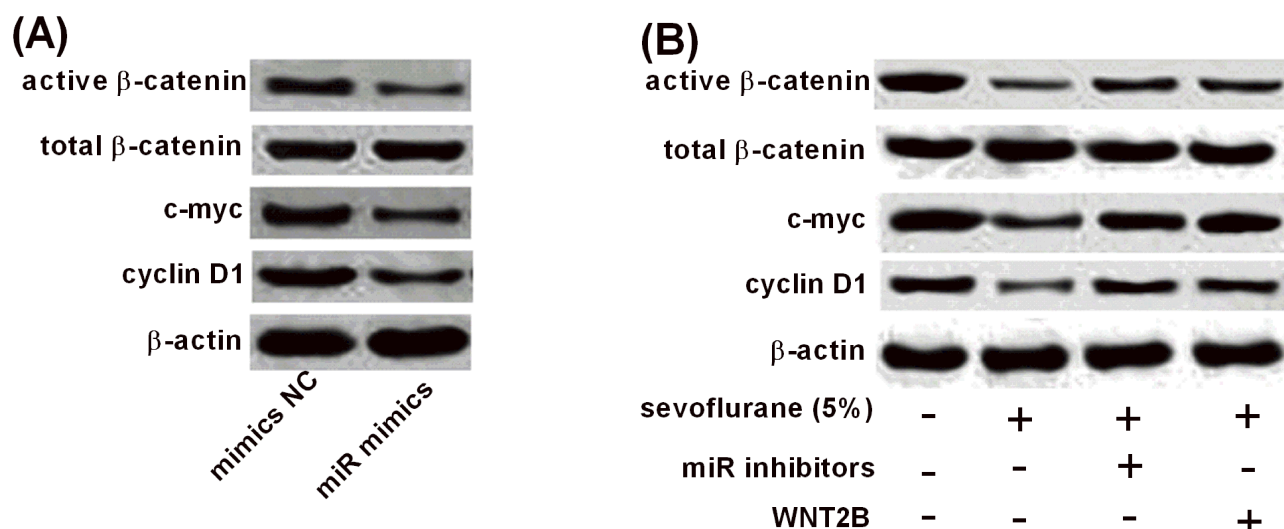 (A)
active β-catenin
total β-catenin
c-myc
cyclin D1
β-actin
mimics NC
miR mimics
(B)
active β-catenin
total β-catenin
c-myc
cyclin D1
β-actin
sevoflurane (5%) - + + +
miR inhibitors - - + -
WNT2B - - - +